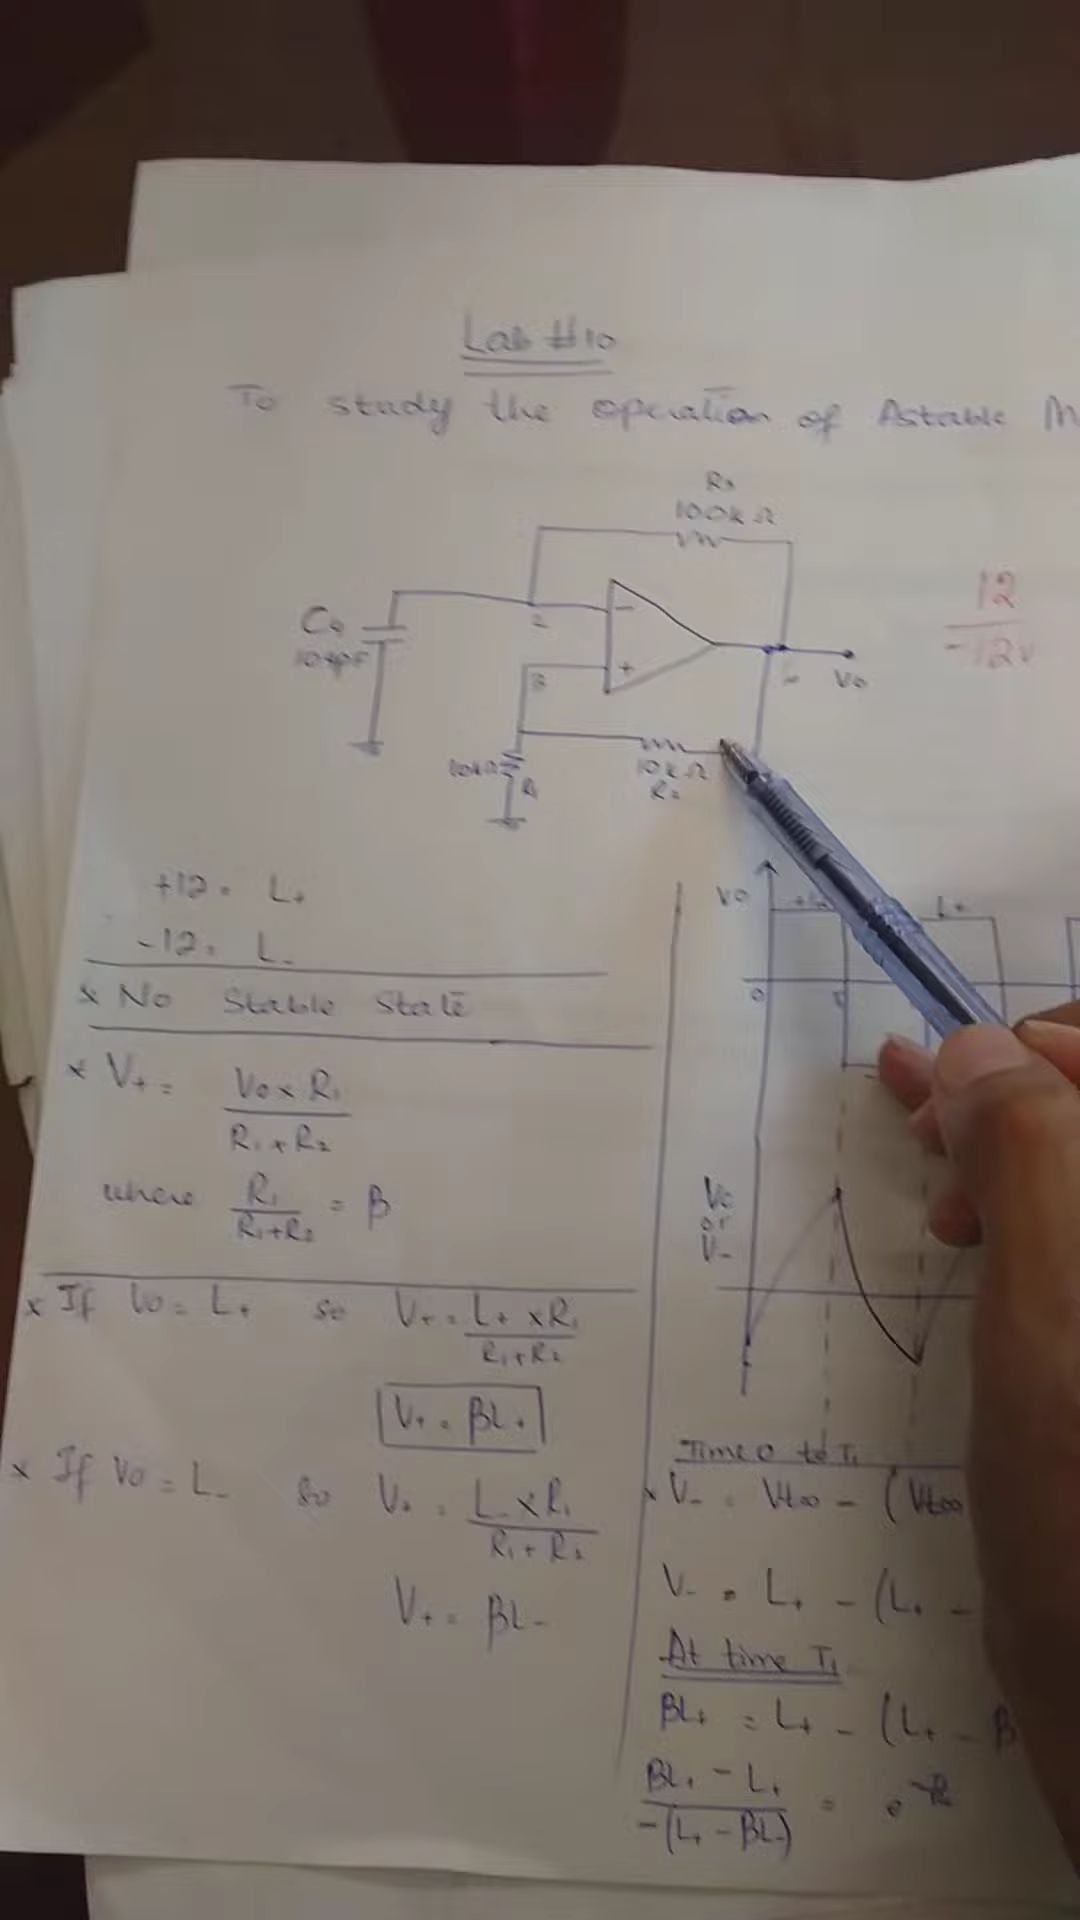 Lab #10
To study the operation of Astable M
100kΩ
12
-12v
C
2
-
3
+
Vo
10kΩ
R1
10kΩ
R2
+12 = L+
-12 = L-
* No Stable State
* V+ = Vo x R1
R1 + R2
where R1 = β
R1+R2
* If Vo = L+ so V+ = L+ x R1
R1+R2
V+ = βL+
* If Vo = L- so V+ = L- x R1
R1 + R2
V+ = βL-
Vo
L+
0
Vc
or
V-
Time 0 to T1
* V- = Vt∞ - (Vt∞
V- = L+ - (L+ -
At time T1
βL+ = L+ - (L+ - β
βL+ - L+ =
-(L+ - βL-)